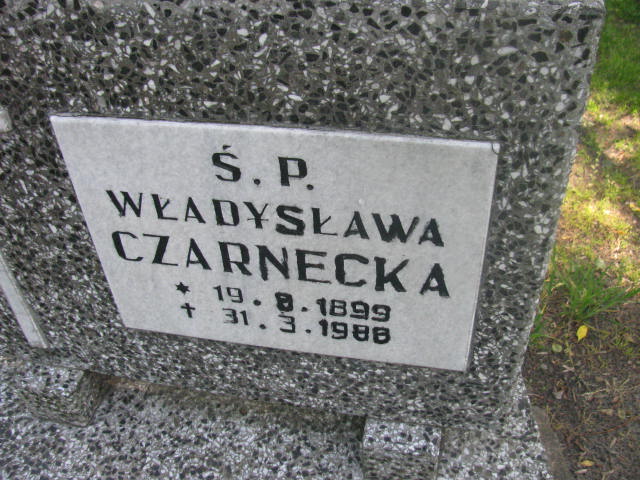 Ś. P.
WŁADYSŁAWA
CZARNECKA
* 19.8.1899
✝ 31.3.1988